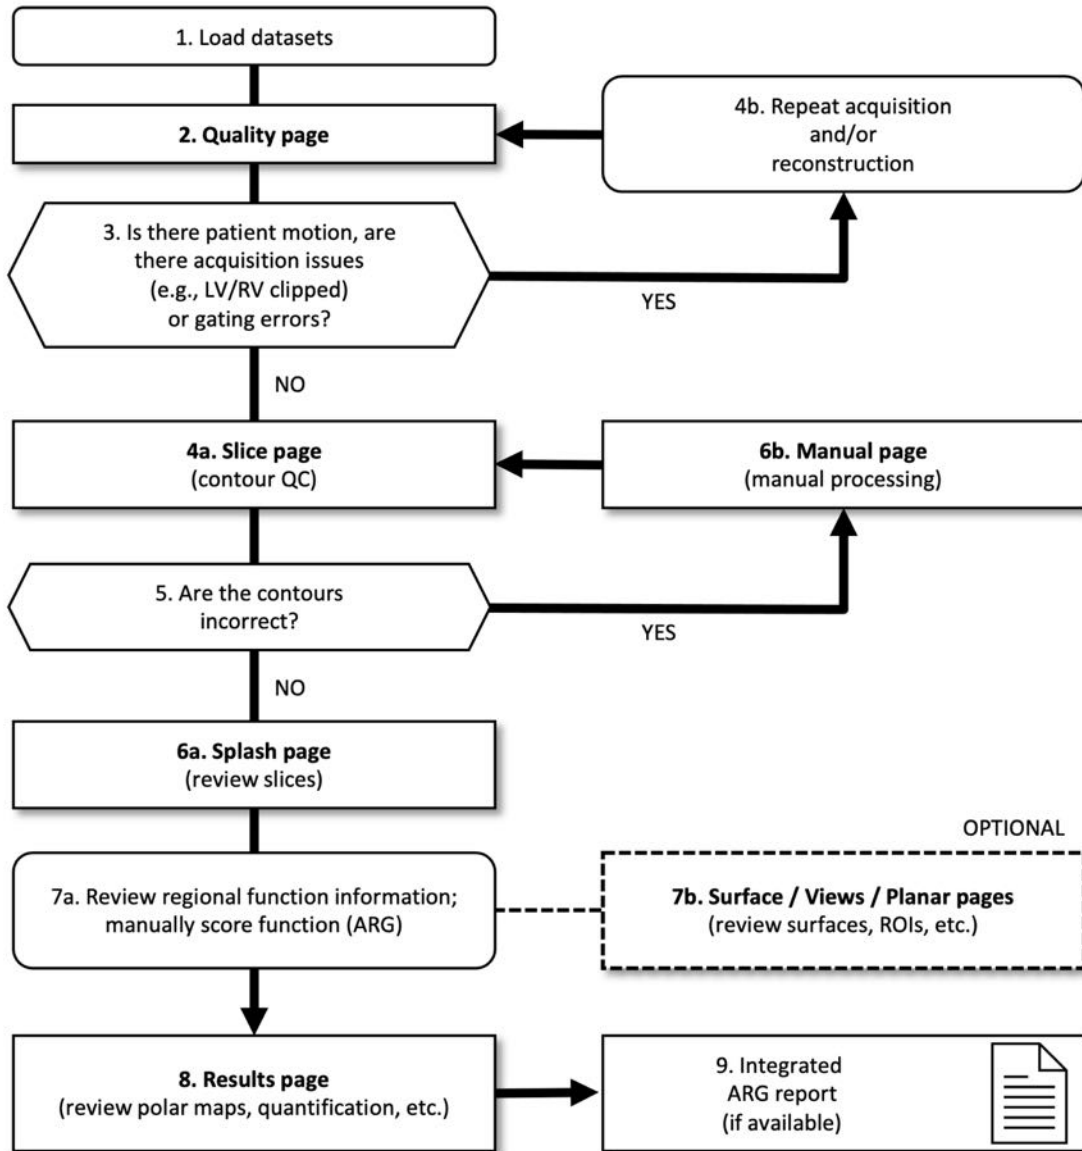 1. Load datasets
2. Quality page
4b. Repeat acquisition
and/or
reconstruction
3. Is there patient motion, are
there acquisition issues
(e.g., LV/RV clipped)
or gating errors?
YES
NO
4a. Slice page
(contour QC)
6b. Manual page
(manual processing)
5. Are the contours
incorrect?
YES
NO
6a. Splash page
(review slices)
OPTIONAL
7a. Review regional function information;
manually score function (ARG)
7b. Surface / Views / Planar pages
(review surfaces, ROIs, etc.)
8. Results page
(review polar maps, quantification, etc.)
9. Integrated
ARG report
(if available)